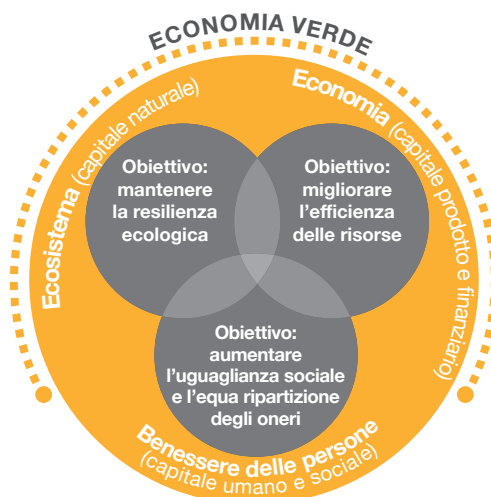 ECONOMIA VERDE
Ecosistema (capitale naturale)
Economia (capitale prodotto e finanziario)
Obiettivo:
mantenere
la resilienza
ecologica
Obiettivo:
migliorare
l'efficienza
delle risorse
Obiettivo:
aumentare
l'uguaglianza sociale
e l'equa ripartizione
degli oneri
Benessere delle persone
(capitale umano e sociale)